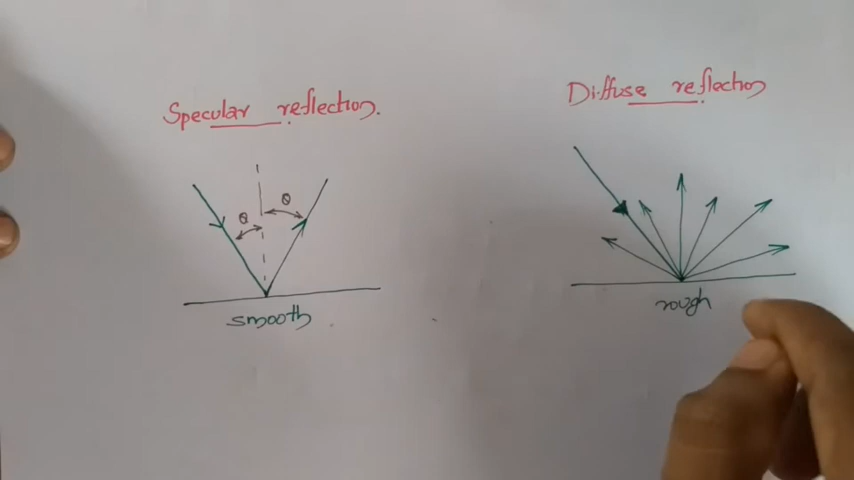 Specular reflection.
Diffuse reflection
θ θ
smooth
rough